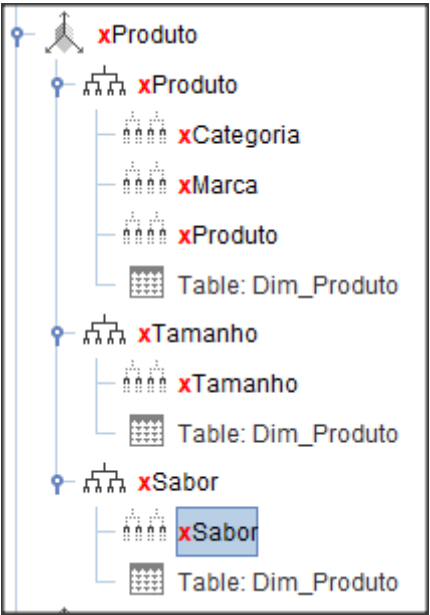 xProduto
xProduto
xCategoria
xMarca
xProduto
Table: Dim_Produto
xTamanho
xTamanho
Table: Dim_Produto
xSabor
xSabor
Table: Dim_Produto